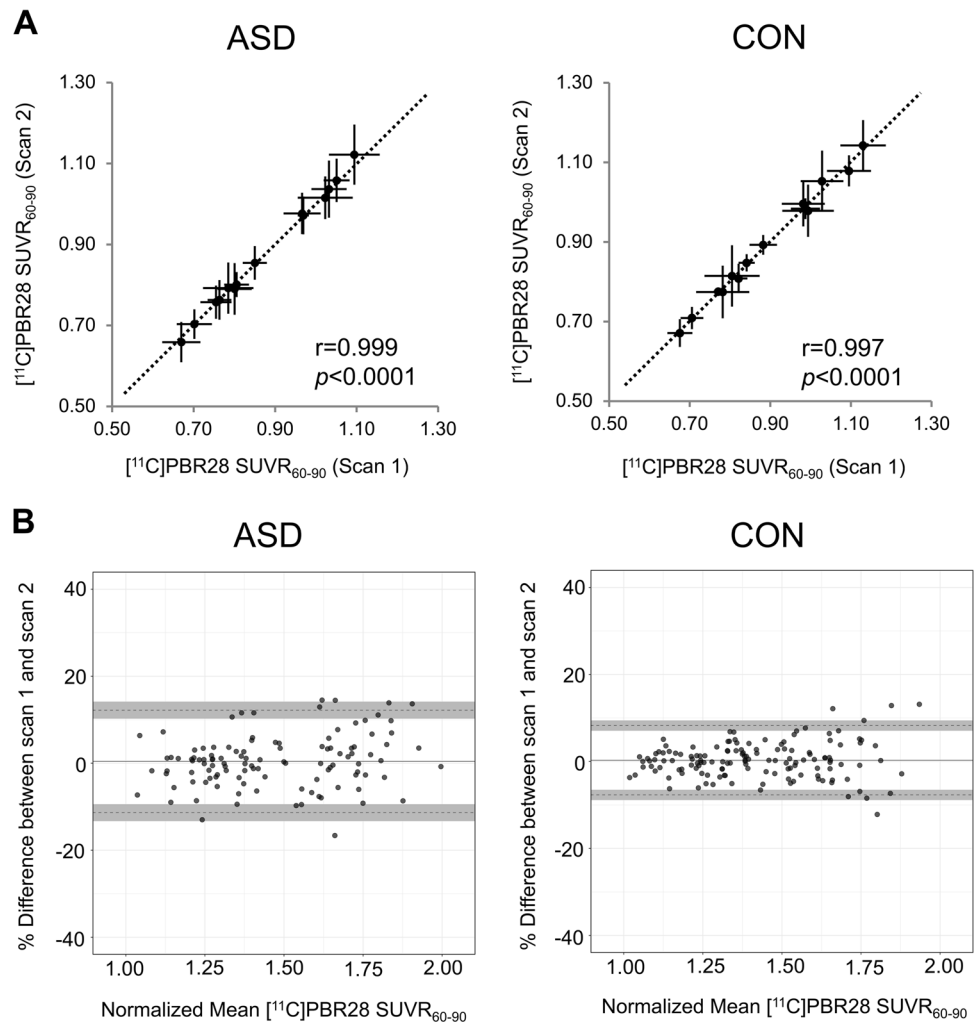 A
ASD
CON
[¹¹C]PBR28 SUVR₆₀₋₉₀ (Scan 2)
1.30
1.10
0.90
0.70
0.50
r=0.999
p<0.0001
0.50 0.70 0.90 1.10 1.30
[¹¹C]PBR28 SUVR₆₀₋₉₀ (Scan 1)
[¹¹C]PBR28 SUVR₆₀₋₉₀ (Scan 2)
1.30
1.10
0.90
0.70
0.50
r=0.997
p<0.0001
0.50 0.70 0.90 1.10 1.30
[¹¹C]PBR28 SUVR₆₀₋₉₀ (Scan 1)
B
ASD
CON
% Difference between scan 1 and scan 2
40
20
0
-20
-40
1.00 1.25 1.50 1.75 2.00
Normalized Mean [¹¹C]PBR28 SUVR₆₀₋₉₀
% Difference between scan 1 and scan 2
40
20
0
-20
-40
1.00 1.25 1.50 1.75 2.00
Normalized Mean [¹¹C]PBR28 SUVR₆₀₋₉₀